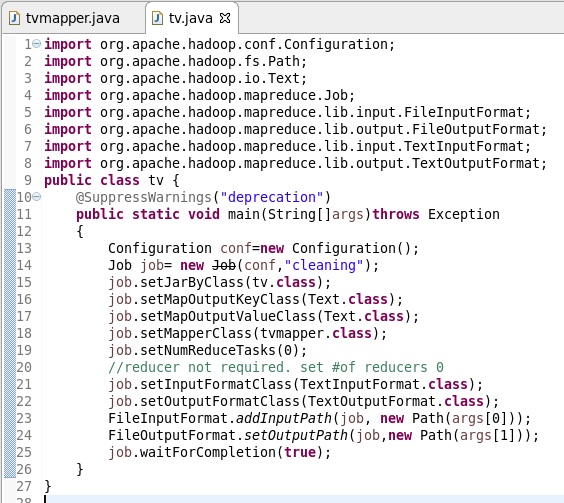 tvmapper.java tv.java
1 import org.apache.hadoop.conf.Configuration;
2 import org.apache.hadoop.fs.Path;
3 import org.apache.hadoop.io.Text;
4 import org.apache.hadoop.mapreduce.Job;
5 import org.apache.hadoop.mapreduce.lib.input.FileInputFormat;
6 import org.apache.hadoop.mapreduce.lib.output.FileOutputFormat;
7 import org.apache.hadoop.mapreduce.lib.input.TextInputFormat;
8 import org.apache.hadoop.mapreduce.lib.output.TextOutputFormat;
9 public class tv {
10     @SuppressWarnings("deprecation")
11     public static void main(String[]args)throws Exception
12     {
13         Configuration conf=new Configuration();
14         Job job= new Job(conf,"cleaning");
15         job.setJarByClass(tv.class);
16         job.setMapOutputKeyClass(Text.class);
17         job.setMapOutputValueClass(Text.class);
18         job.setMapperClass(tvmapper.class);
19         job.setNumReduceTasks(0);
20         //reducer not required. set #of reducers 0
21         job.setInputFormatClass(TextInputFormat.class);
22         job.setOutputFormatClass(TextOutputFormat.class);
23         FileInputFormat.addInputPath(job, new Path(args[0]));
24         FileOutputFormat.setOutputPath(job,new Path(args[1]));
25         job.waitForCompletion(true);
26     }
27 }
28